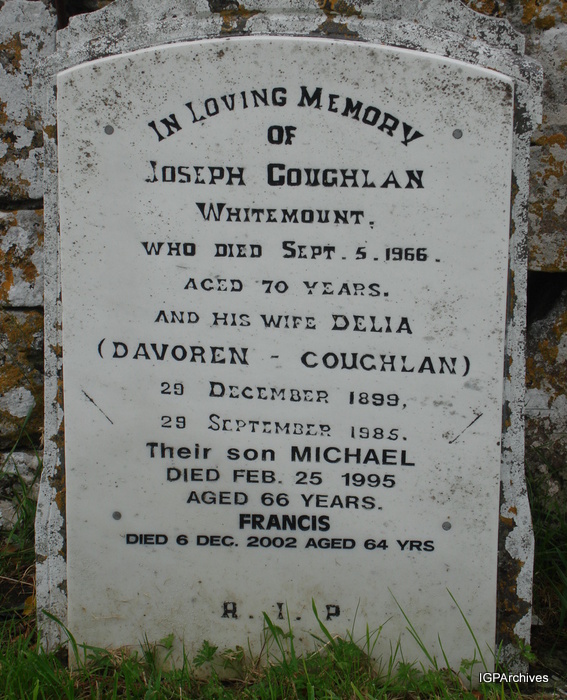 IN LOVING MEMORY
OF
JOSEPH COUGHLAN
WHITEMOUNT.
WHO DIED SEPT. 5. 1966.
AGED 70 YEARS.
AND HIS WIFE DELIA
(DAVOREN - COUGHLAN)
29 DECEMBER 1899,
29 SEPTEMBER 1985.
Their son MICHAEL
DIED FEB. 25 1995
AGED 66 YEARS.
FRANCIS
DIED 6 DEC. 2002 AGED 64 YRS
R. I. P
IGPArchives